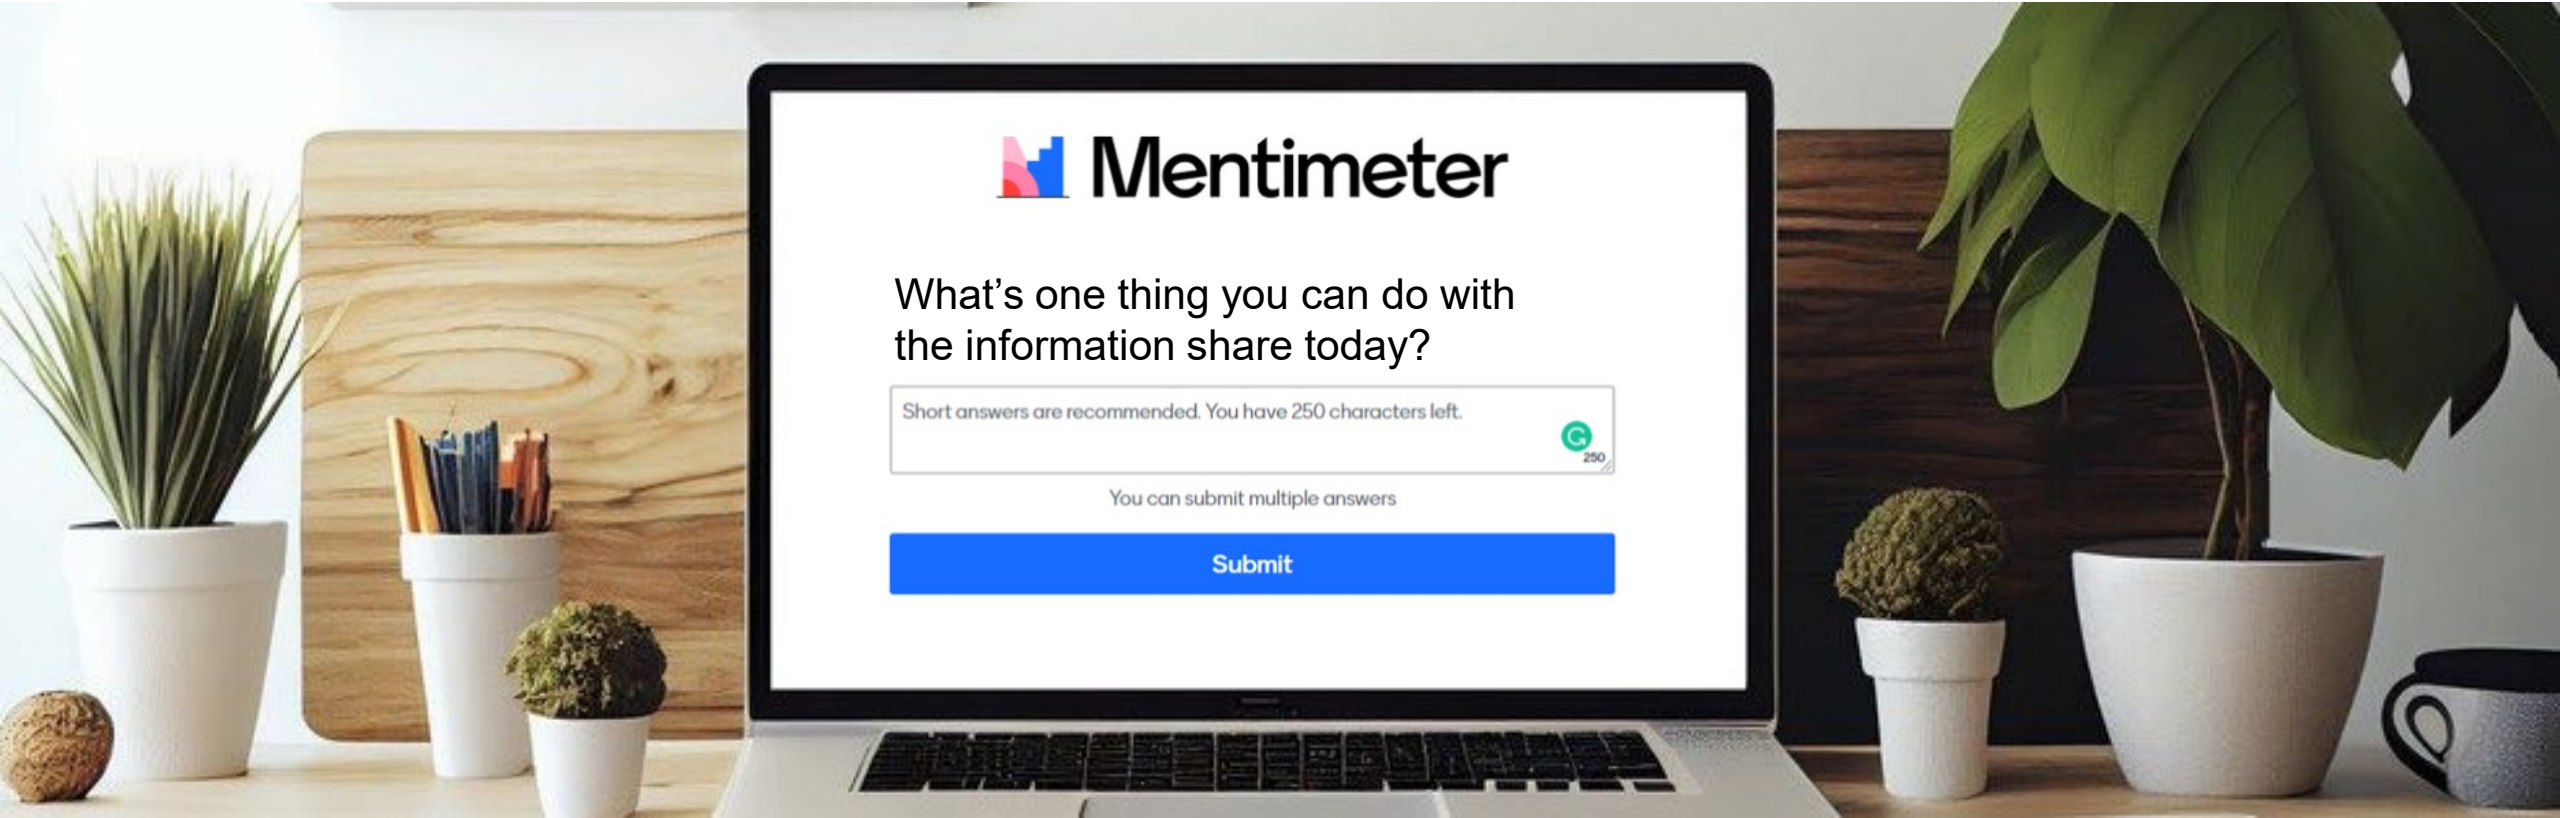 Mentimeter
What’s one thing you can do with
the information share today?
Short answers are recommended. You have 250 characters left.
250
You can submit multiple answers
Submit